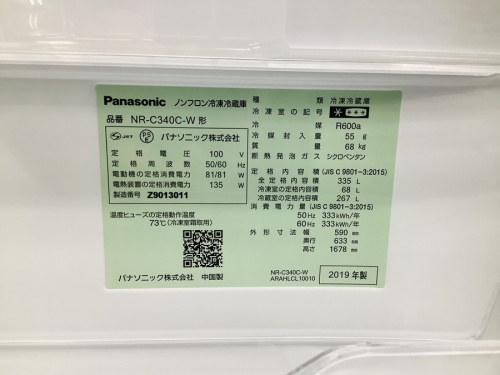 Panasonic ノンフロン冷凍冷蔵庫
品番 NR-C340C-W 形
S JET PS E パナソニック株式会社
定格電圧 100 V
定格周波数 50/60 Hz
電動機の定格消費電力 81/81 W
電熱装置の定格消費電力 135 W
製造番号 Z9013011
温度ヒューズの定格動作温度
73℃(冷凍室霜取用)
パナソニック株式会社 中国製
種類 冷凍冷蔵庫
冷凍室の記号
冷媒 R600a
冷媒封入量 55 g
質量 68 kg
断熱発泡ガス シクロペンタン
定格内容積 (JIS C 9801-3:2015)
全定格内容積 335 L
冷凍室の定格内容積 68 L
冷蔵室の定格内容積 267 L
消費電力量 (JIS C 9801-3:2015)
50Hz 333 kWh/年
60Hz 333 kWh/年
外形寸法 幅 590 mm
奥行 633 mm
高さ 1678 mm
NR-C340C-W
ARAHLCL10010
2019 年製